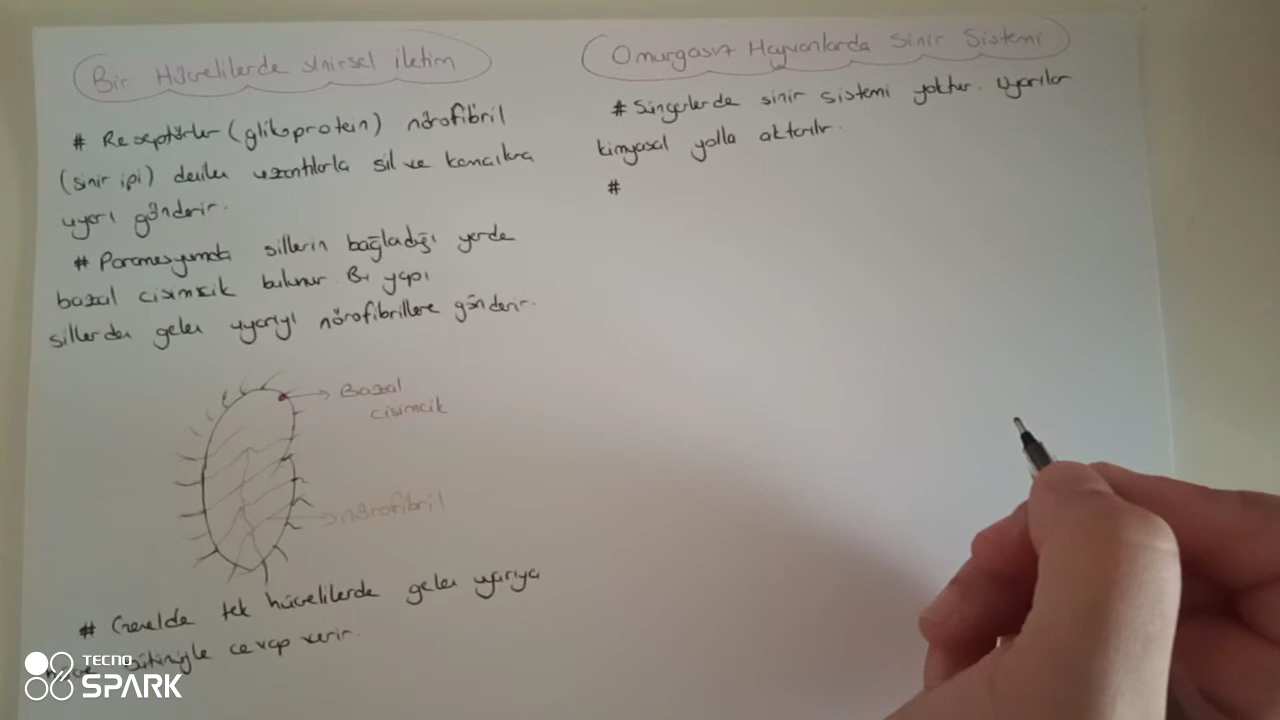 Bir Hücrelilerde sinirsel iletim
# Reseptörler (glikoprotein) nörofibril
(sinir ipi) denilen uzantılarla sil ve kamçılara
uyarı gönderir.
# Paramesyumda sillerin bağladığı yerde
bazal cisimcik bulunur. Bu yapı
sillerden gelen uyarıyı nörofibrillere gönderir.
Bazal
cisimcik
nörofibril
# Genelde tek hücrelilerde gelen uyarıya
bütünüyle cevap verir.
Omurgasız Hayvanlarda Sinir Sistemi
# Süngerlerde sinir sistemi yoktur. Uyarılar
kimyasal yolla aktarılır.
#
TECNO
SPARK